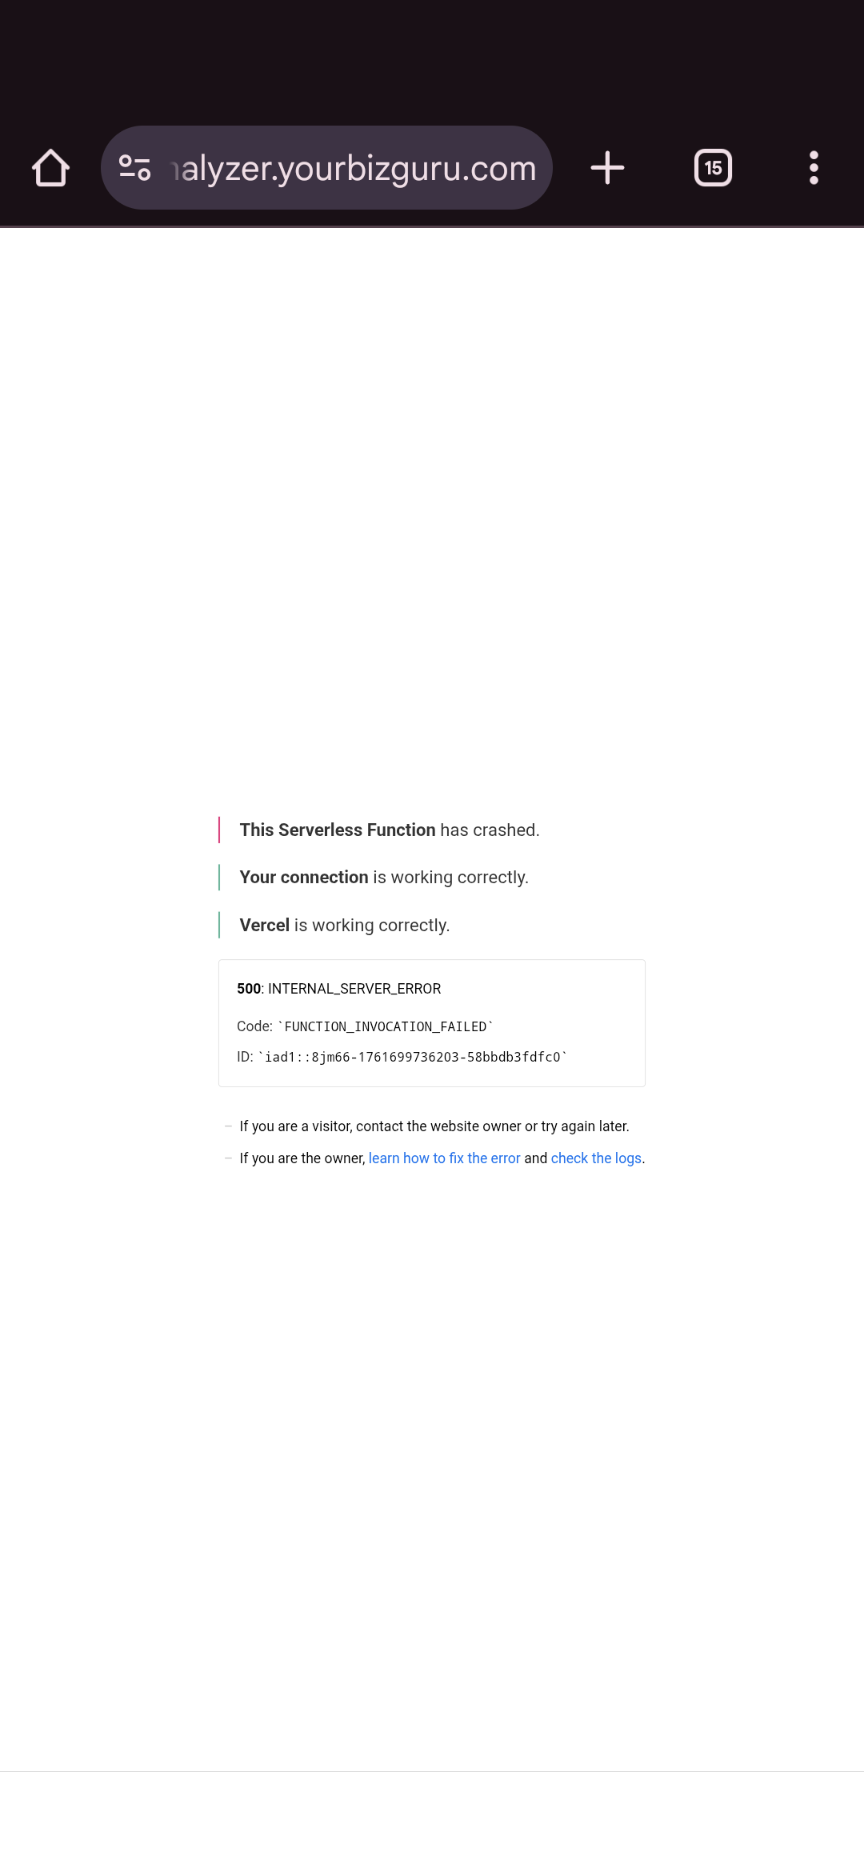 alyzer.yourbizguru.com
15
This Serverless Function has crashed.
Your connection is working correctly.
Vercel is working correctly.
500: INTERNAL_SERVER_ERROR
Code: `FUNCTION_INVOCATION_FAILED`
ID: `iad1::8jm66-1761699736203-58bbdb3fdfc0`
If you are a visitor, contact the website owner or try again later.
If you are the owner, learn how to fix the error and check the logs.